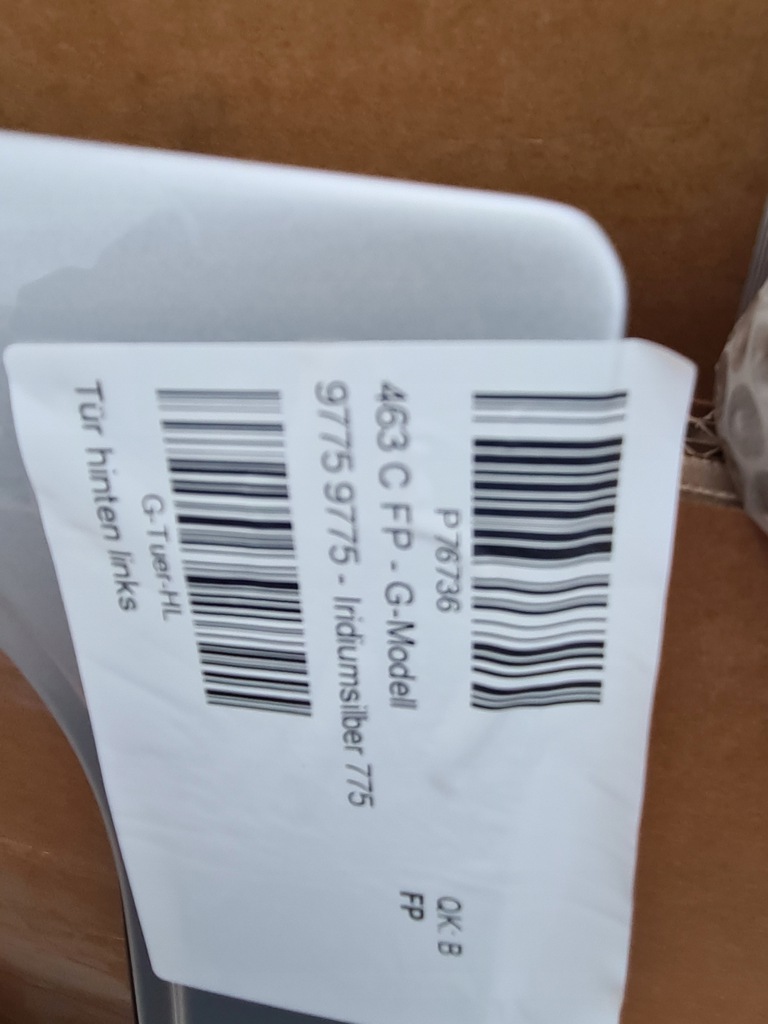 P 76736
463 C FP - G-Modell
9775 9775 - Iridiumsilber 775
G-Tuer-HL
Tür hinten links
QK: B
FP